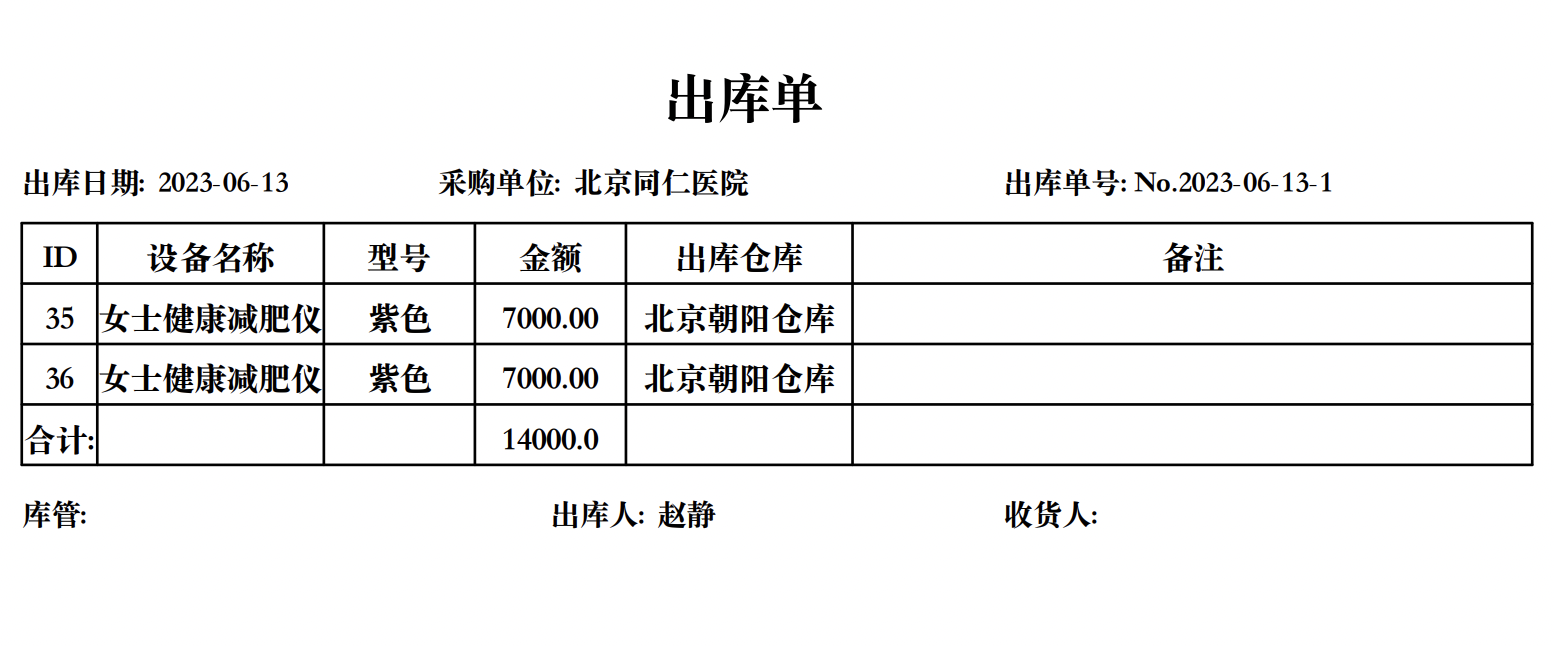 出库单
出库日期: 2023-06-13 采购单位: 北京同仁医院 出库单号: No.2023-06-13-1
ID 设备名称 型号 金额 出库仓库 备注
35 女士健康减肥仪 紫色 7000.00 北京朝阳仓库
36 女士健康减肥仪 紫色 7000.00 北京朝阳仓库
合计: 14000.0
库管: 出库人: 赵静 收货人: